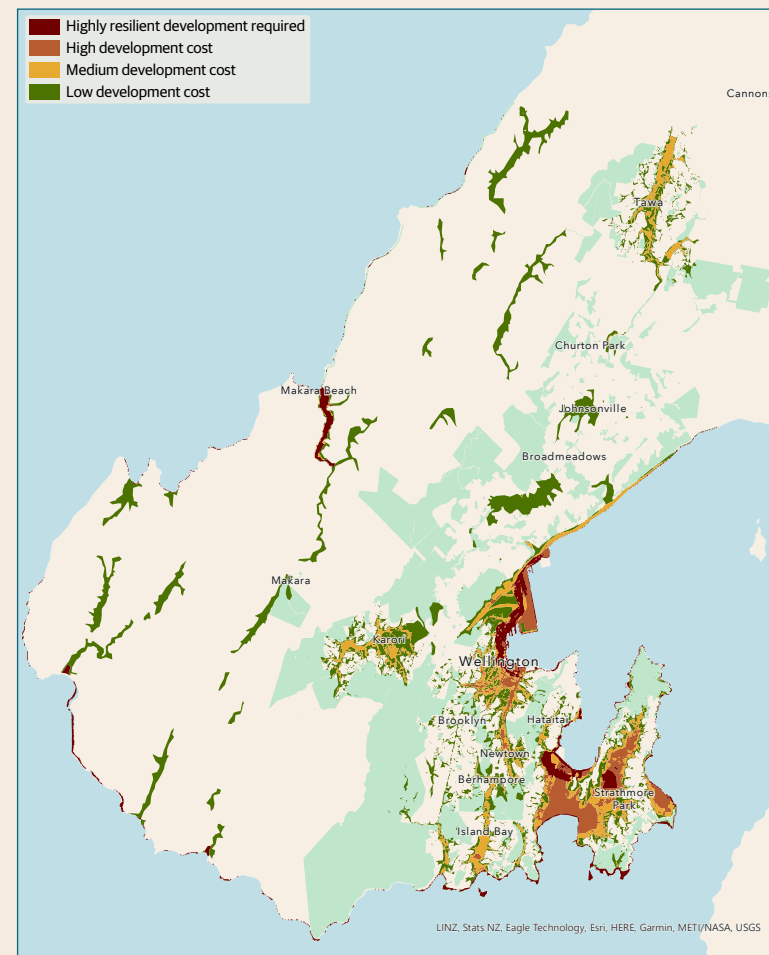 Highly resilient development required
High development cost
Medium development cost
Low development cost
Cannons
Tawa
Churton Park
Makara Beach
Johnsonville
Broadmeadows
Makara
Karori
Wellington
Brooklyn
Hataitai
Newtown
Berhampore
Strathmore
Park
Island Bay
LINZ, Stats NZ, Eagle Technology, Esri, HERE, Garmin, METI/NASA, USGS